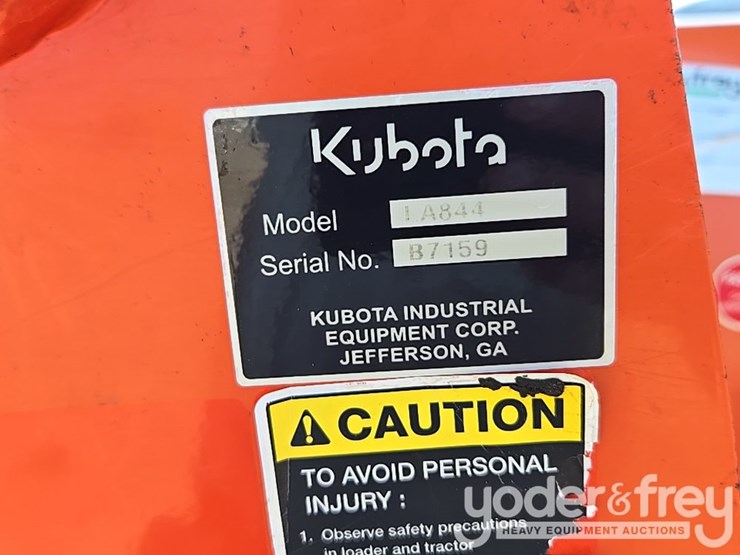 Kubota
Model LA844
Serial No. B7159
KUBOTA INDUSTRIAL
EQUIPMENT CORP.
JEFFERSON, GA
CAUTION
TO AVOID PERSONAL
INJURY :
1. Observe safety precautions
in loader and tractor
yoder&frey
HEAVY EQUIPMENT AUCTIONS
frey